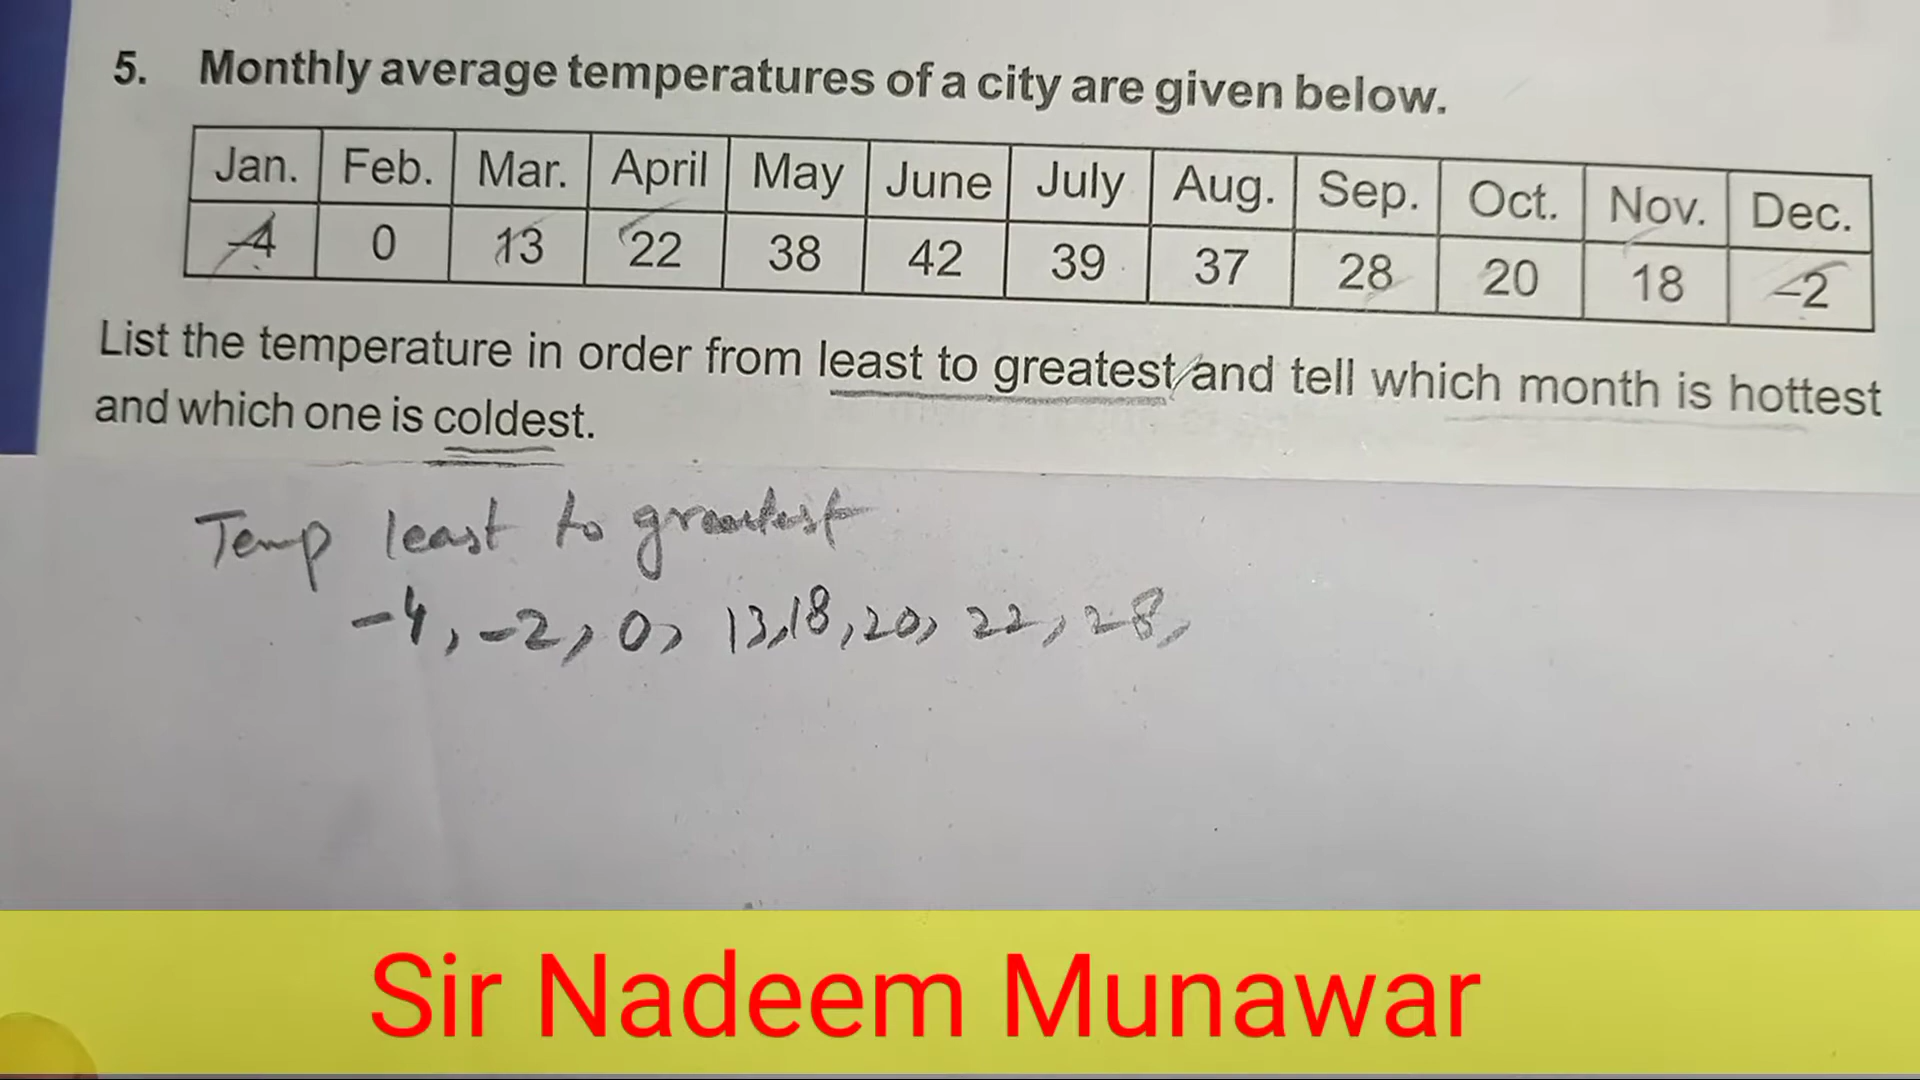 5. Monthly average temperatures of a city are given below.
Jan. Feb. Mar. April May June July Aug. Sep. Oct. Nov. Dec.
-4 0 13 22 38 42 39 37 28 20 18 -2
List the temperature in order from least to greatest and tell which month is hottest
and which one is coldest.
Temp least to greatest
-4, -2, 0, 13, 18, 20, 22, 28,
Sir Nadeem Munawar